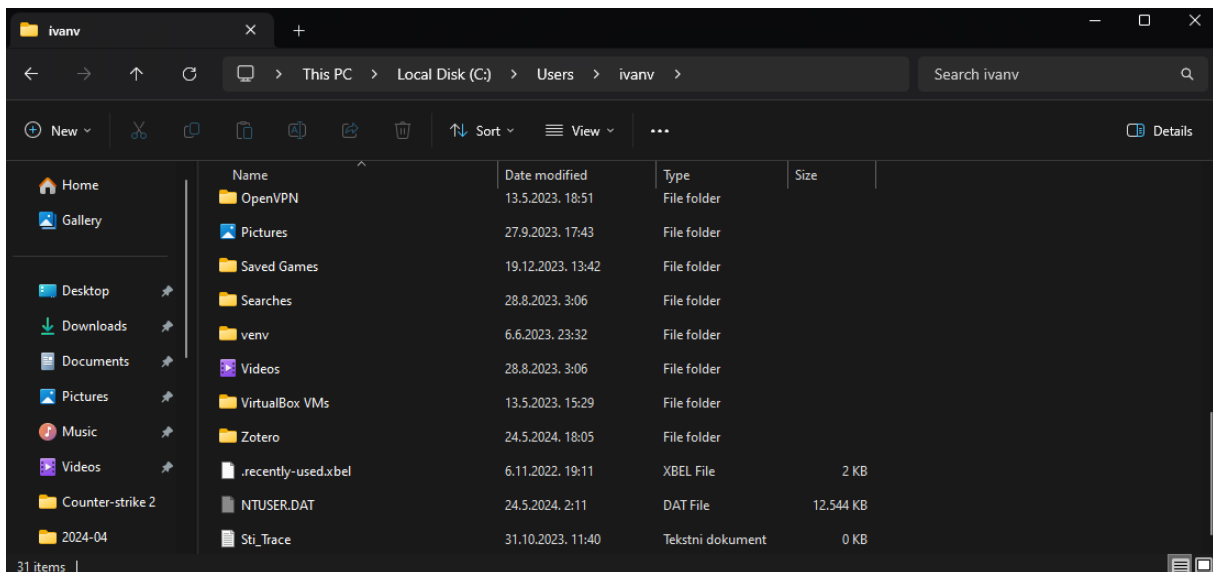 ivanv
This PC > Local Disk (C:) > Users > ivanv >
Search ivanv
New
Sort
View
Details
Name Date modified Type Size
Home
Gallery
Desktop
Downloads
Documents
Pictures
Music
Videos
Counter-strike 2
2024-04
OpenVPN 13.5.2023. 18:51 File folder
Pictures 27.9.2023. 17:43 File folder
Saved Games 19.12.2023. 13:42 File folder
Searches 28.8.2023. 3:06 File folder
venv 6.6.2023. 23:32 File folder
Videos 28.8.2023. 3:06 File folder
VirtualBox VMs 13.5.2023. 15:29 File folder
Zotero 24.5.2024. 18:05 File folder
.recently-used.xbel 6.11.2022. 19:11 XBEL File 2 KB
NTUSER.DAT 24.5.2024. 2:11 DAT File 12.544 KB
Sti_Trace 31.10.2023. 11:40 Tekstni dokument 0 KB
31 items